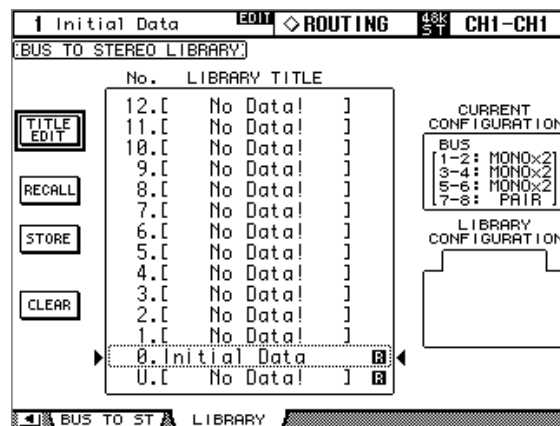 1 Initial Data EDIT ◇ROUTING 48K ST CH1-CH1
BUS TO STEREO LIBRARY
No. LIBRARY TITLE
12.[ No Data! ]
11.[ No Data! ]
10.[ No Data! ]
9.[ No Data! ]
8.[ No Data! ]
7.[ No Data! ]
6.[ No Data! ]
5.[ No Data! ]
4.[ No Data! ]
3.[ No Data! ]
2.[ No Data! ]
1.[ No Data! ]
0.Initial Data R
U.[ No Data! ] R
TITLE
EDIT
RECALL
STORE
CLEAR
CURRENT
CONFIGURATION
BUS
[1-2: MONOx2]
[3-4: MONOx2]
[5-6: MONOx2]
[7-8: PAIR ]
LIBRARY
CONFIGURATION
BUS TO ST
LIBRARY